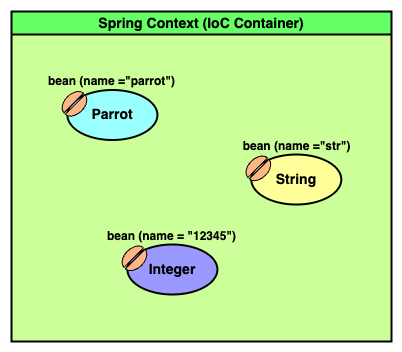 Spring Context (IoC Container)
bean (name ="parrot")
Parrot
bean (name ="str")
String
bean (name = "12345")
Integer